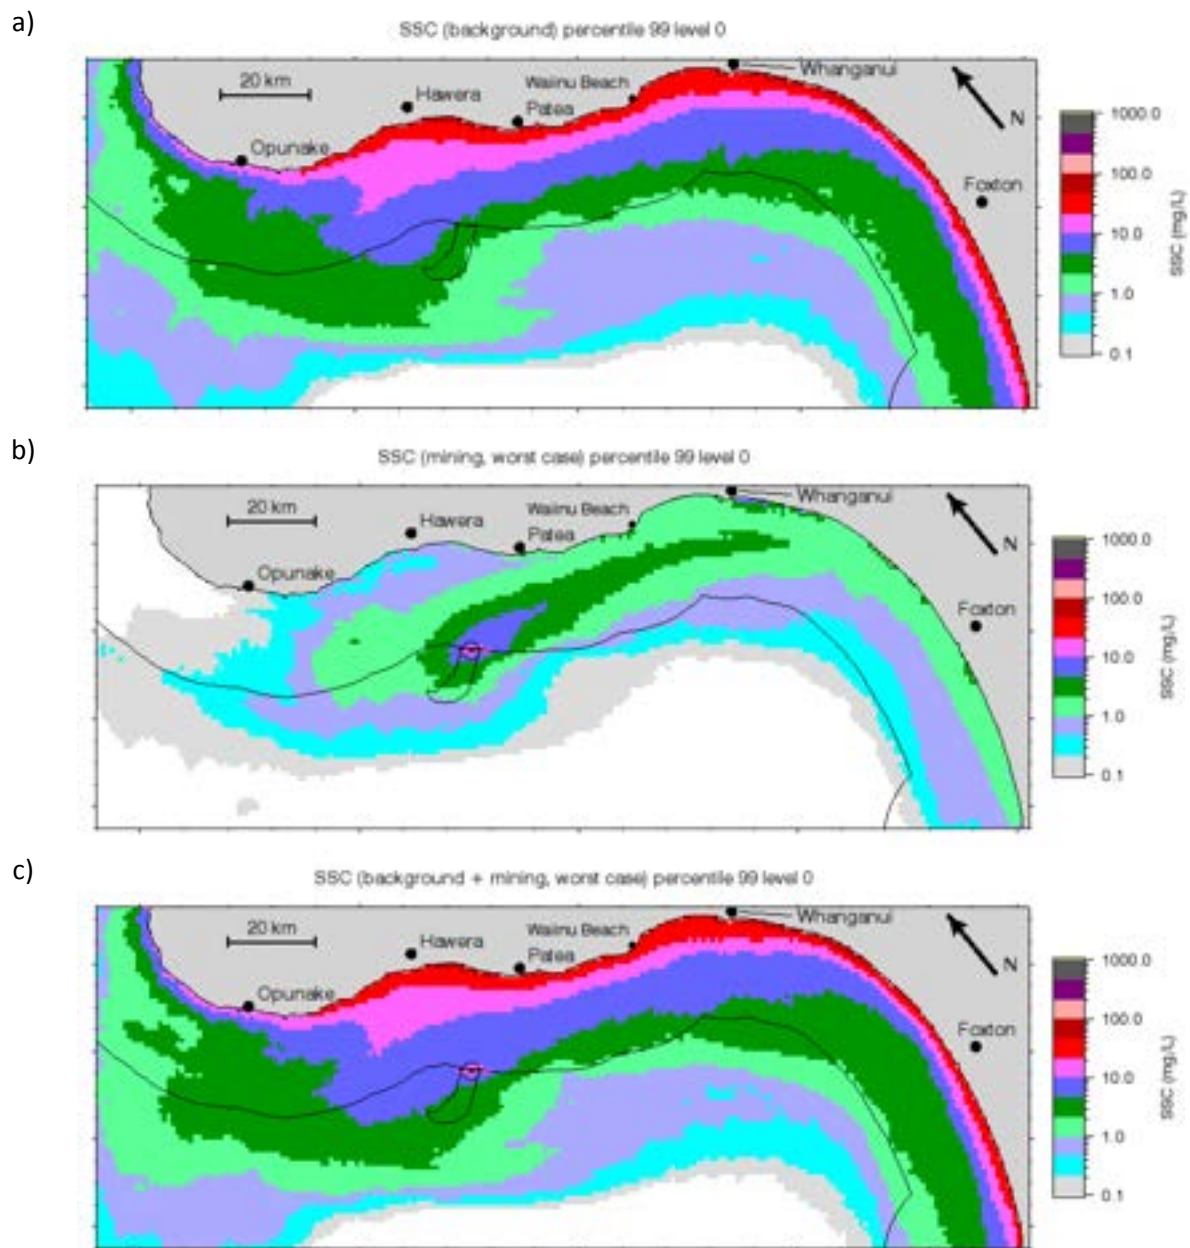 a)
SSC (background) percentile 99 level 0
20 km
Hawera
Waiinu Beach
Patea
Whanganui
Opunake
N
Foxton
1000.0
100.0
10.0
1.0
0.1
SSC (mg/L)
b)
SSC (mining, worst case) percentile 99 level 0
20 km
Hawera
Waiinu Beach
Patea
Whanganui
Opunake
N
Foxton
1000.0
100.0
10.0
1.0
0.1
SSC (mg/L)
c)
SSC (background + mining, worst case) percentile 99 level 0
20 km
Hawera
Waiinu Beach
Patea
Whanganui
Opunake
N
Foxton
1000.0
100.0
10.0
1.0
0.1
SSC (mg/L)